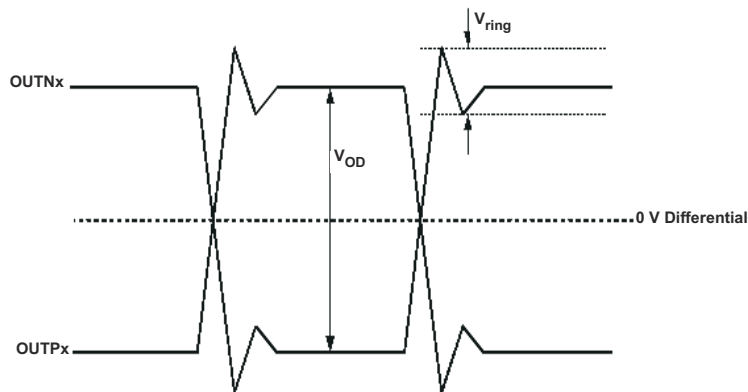 Vring
OUTNx
VOD
0 V Differential
OUTPx